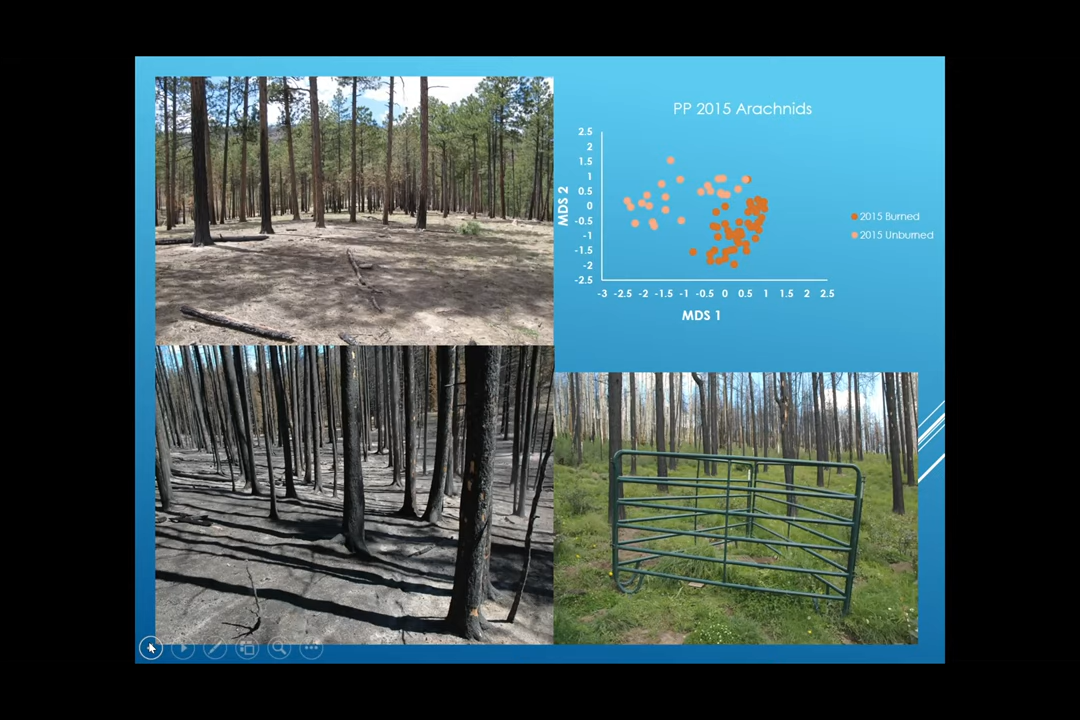 PP 2015 Arachnids
2.5
2
1.5
1
0.5
0
-0.5
-1
-1.5
-2
-2.5
MDS 2
-3 -2.5 -2 -1.5 -1 -0.5 0 0.5 1 1.5 2 2.5
MDS 1
2015 Burned
2015 Unburned